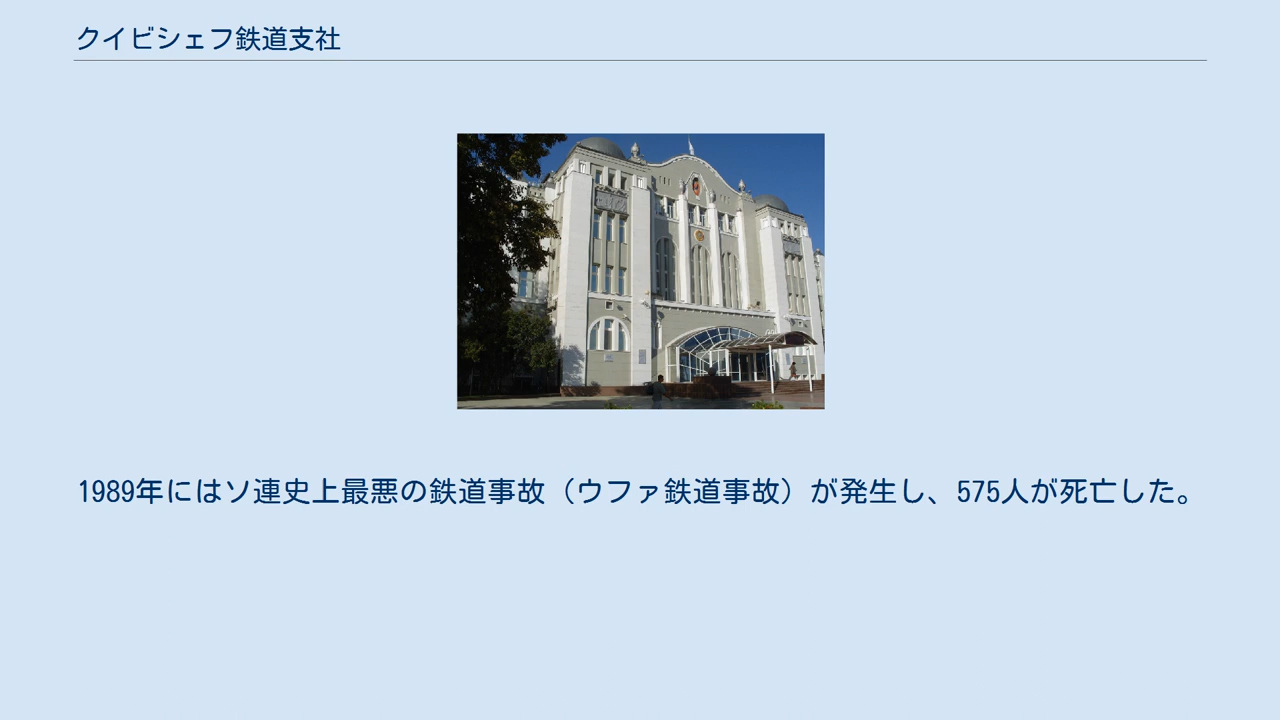 クイビシェフ鉄道支社
1989年にはソ連史上最悪の鉄道事故（ウファ鉄道事故）が発生し、575人が死亡した。